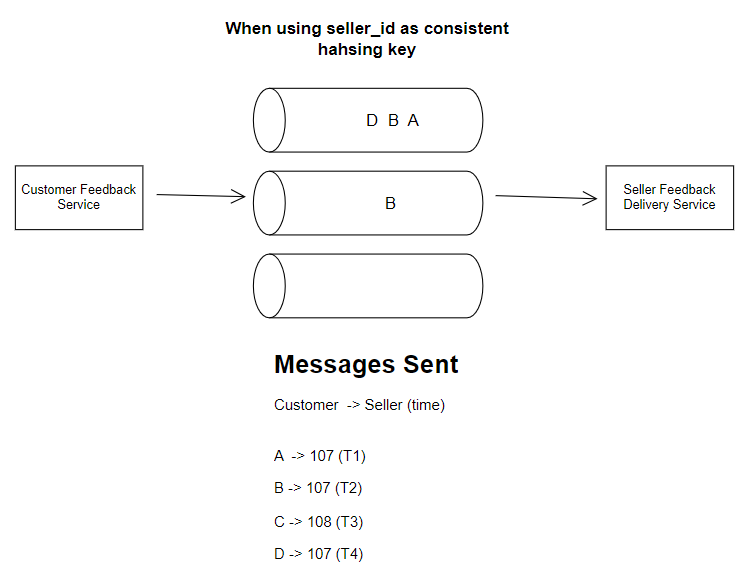 When using seller_id as consistent
hahsing key
D B A
Customer Feedback
Service
B
Seller Feedback
Delivery Service
Messages Sent
Customer -> Seller (time)
A -> 107 (T1)
B -> 107 (T2)
C -> 108 (T3)
D -> 107 (T4)